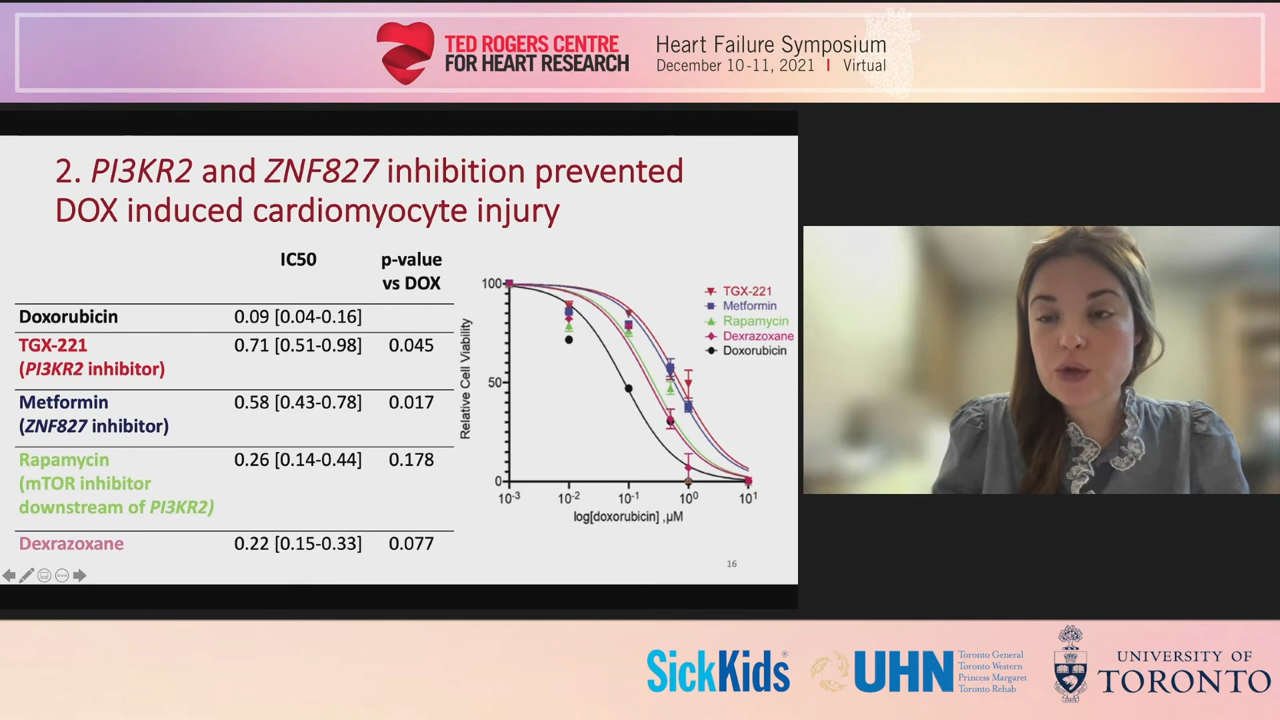 TED ROGERS CENTRE
FOR HEART RESEARCH
Heart Failure Symposium
December 10-11, 2021 I Virtual
2. PI3KR2 and ZNF827 inhibition prevented
DOX induced cardiomyocyte injury
IC50 p-value
vs DOX
Doxorubicin 0.09 [0.04-0.16]
TGX-221 0.71 [0.51-0.98] 0.045
(PI3KR2 inhibitor)
Metformin 0.58 [0.43-0.78] 0.017
(ZNF827 inhibitor)
Rapamycin 0.26 [0.14-0.44] 0.178
(mTOR inhibitor
downstream of PI3KR2)
Dexrazoxane 0.22 [0.15-0.33] 0.077
Relative Cell Viability
100
50
0
10⁻³ 10⁻² 10⁻¹ 10⁰ 10¹
log[doxorubicin] ,µM
TGX-221
Metformin
Rapamycin
Dexrazoxane
Doxorubicin
16
SickKids®
UHN
Toronto General
Toronto Western
Princess Margaret
Toronto Rehab
UNIVERSITY OF
TORONTO